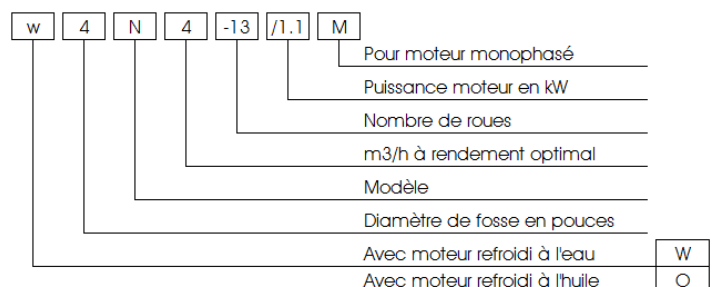 w 4 N 4 -13 /1.1 M
Pour moteur monophasé
Puissance moteur en kW
Nombre de roues
m3/h à rendement optimal
Modèle
Diamètre de fosse en pouces
Avec moteur refroidi à l'eau W
Avec moteur refroidi à l'huile O